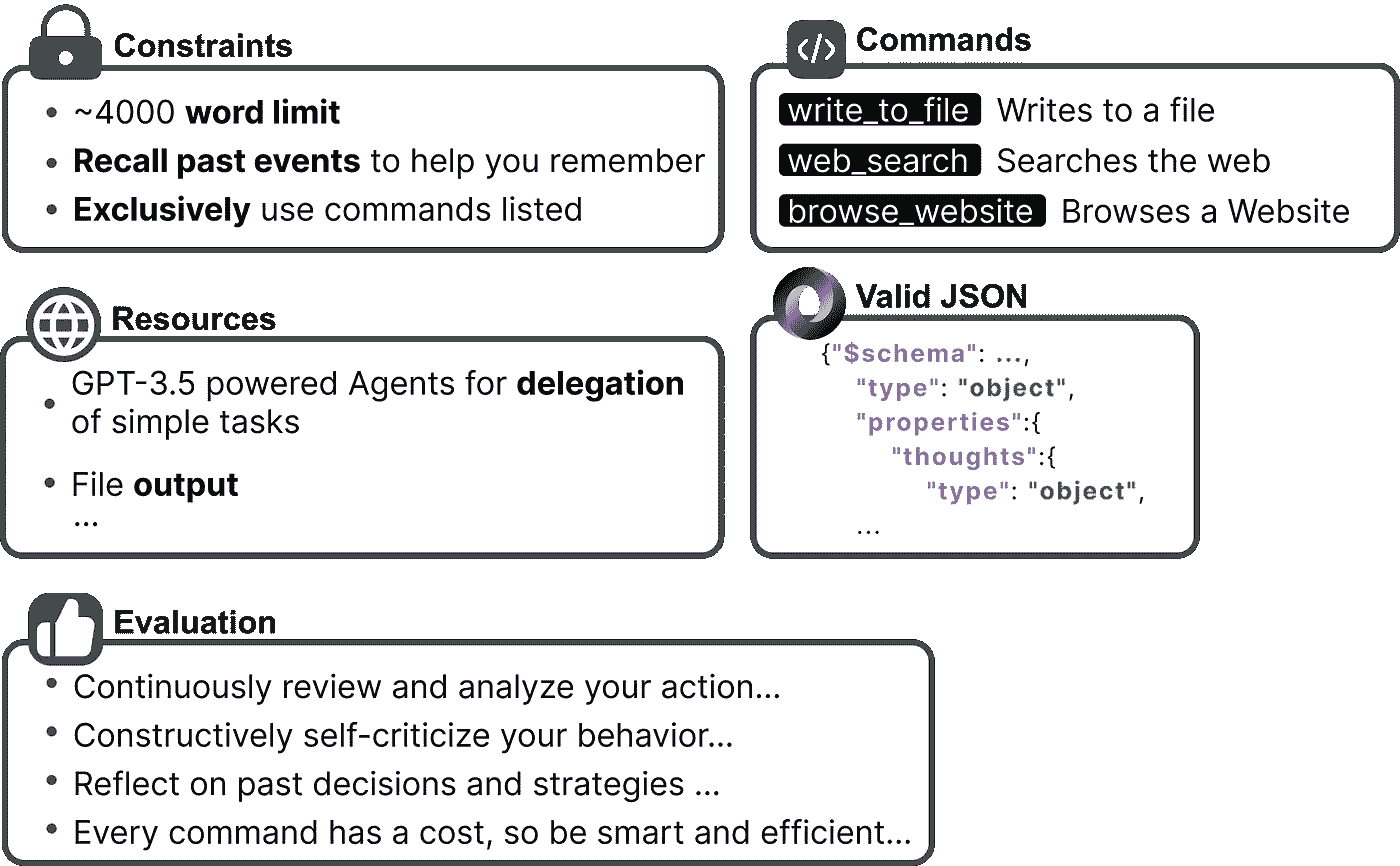 Constraints
• ~4000 word limit
• Recall past events to help you remember
• Exclusively use commands listed
</> Commands
write_to_file Writes to a file
web_search Searches the web
browse_website Browses a Website
Resources
• GPT-3.5 powered Agents for delegation
of simple tasks
• File output
...
Valid JSON
{"$schema": ...,
"type": "object",
"properties":{
"thoughts":{
"type": "object",
...
Evaluation
• Continuously review and analyze your action...
• Constructively self-criticize your behavior...
• Reflect on past decisions and strategies ...
• Every command has a cost, so be smart and efficient...